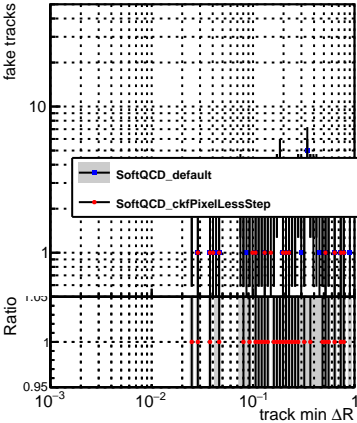 fake tracks
10
SoftQCD_default
SoftQCD_ckfPixelLessStep
1
1.05
Ratio
1
0.95
10⁻³ 10⁻² 10⁻¹ 1
track min ΔR